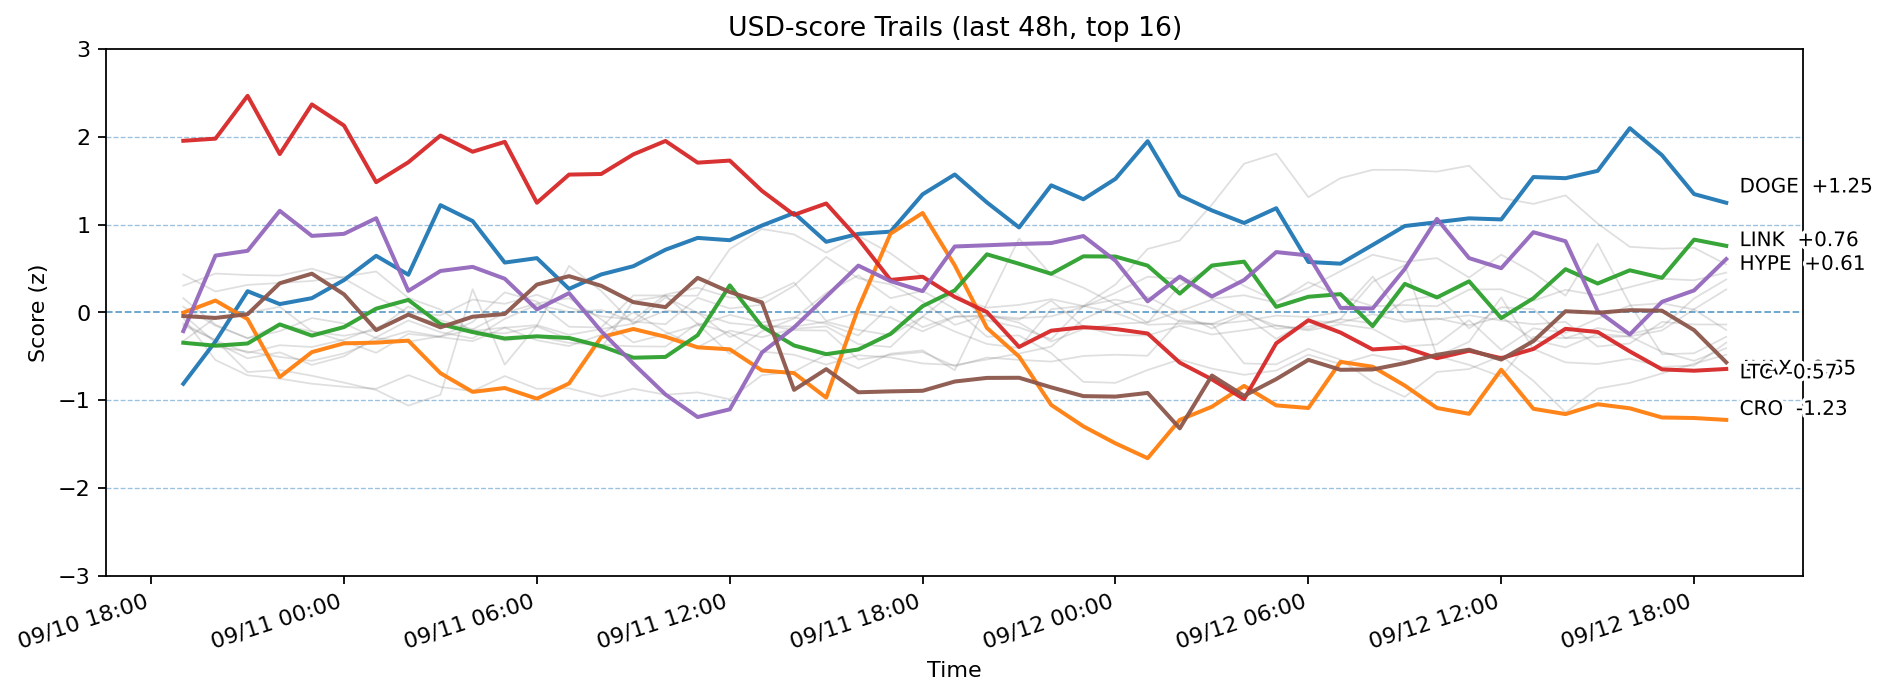 USD-score Trails (last 48h, top 16)
Score (z)
3
2
1
0
−1
−2
−3
DOGE +1.25
LINK +0.76
HYPE +0.61
LTC -0.57
CRO -1.23
09/10 18:00
09/11 00:00
09/11 06:00
09/11 12:00
09/11 18:00
09/12 00:00
09/12 06:00
09/12 12:00
09/12 18:00
Time